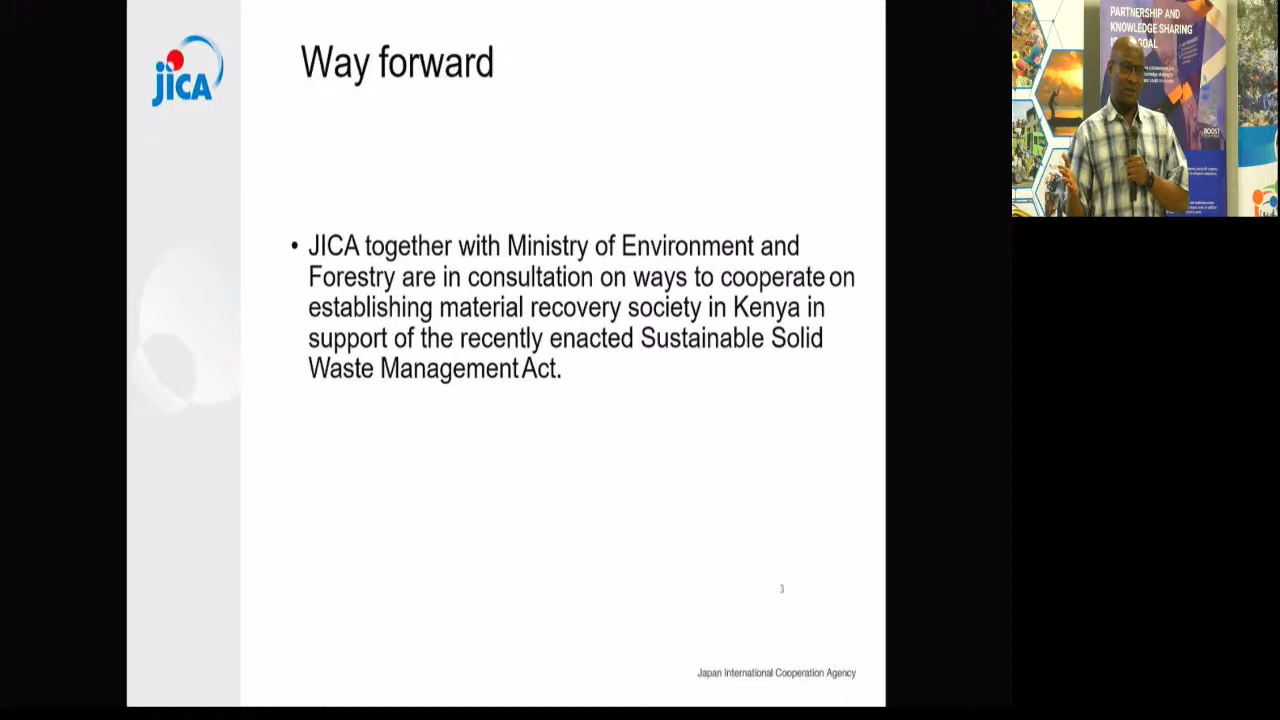 JICA
Way forward
• JICA together with Ministry of Environment and
Forestry are in consultation on ways to cooperate on
establishing material recovery society in Kenya in
support of the recently enacted Sustainable Solid
Waste Management Act.
3
Japan International Cooperation Agency
PARTNERSHIP AND
KNOWLEDGE SHARING
GOAL
BOOST